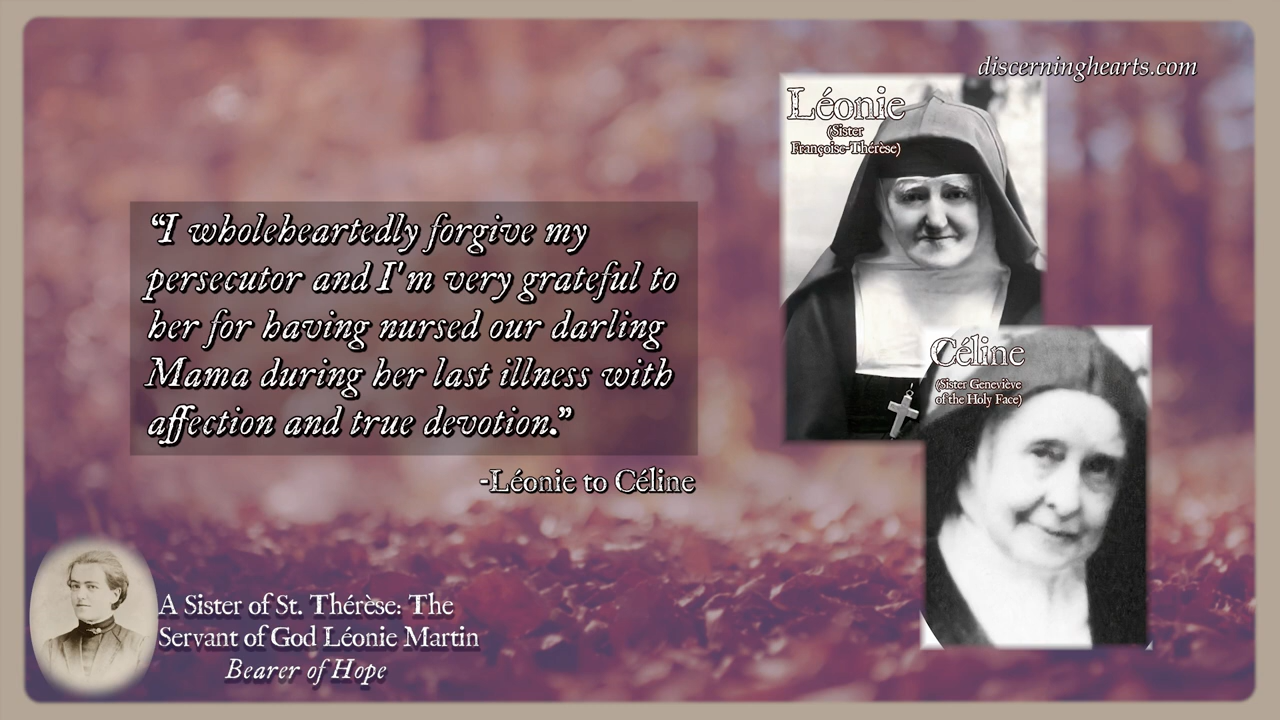 discerninghearts.com
Léonie
(Sister
Françoise-Thérèse)
“I wholeheartedly forgive my
persecutor and I'm very grateful to
her for having nursed our darling
Mama during her last illness with
affection and true devotion.”
-Léonie to Céline
Céline
(Sister Geneviève
of the Holy Face)
A Sister of St. Thérèse: The
Servant of God Léonie Martin
Bearer of Hope